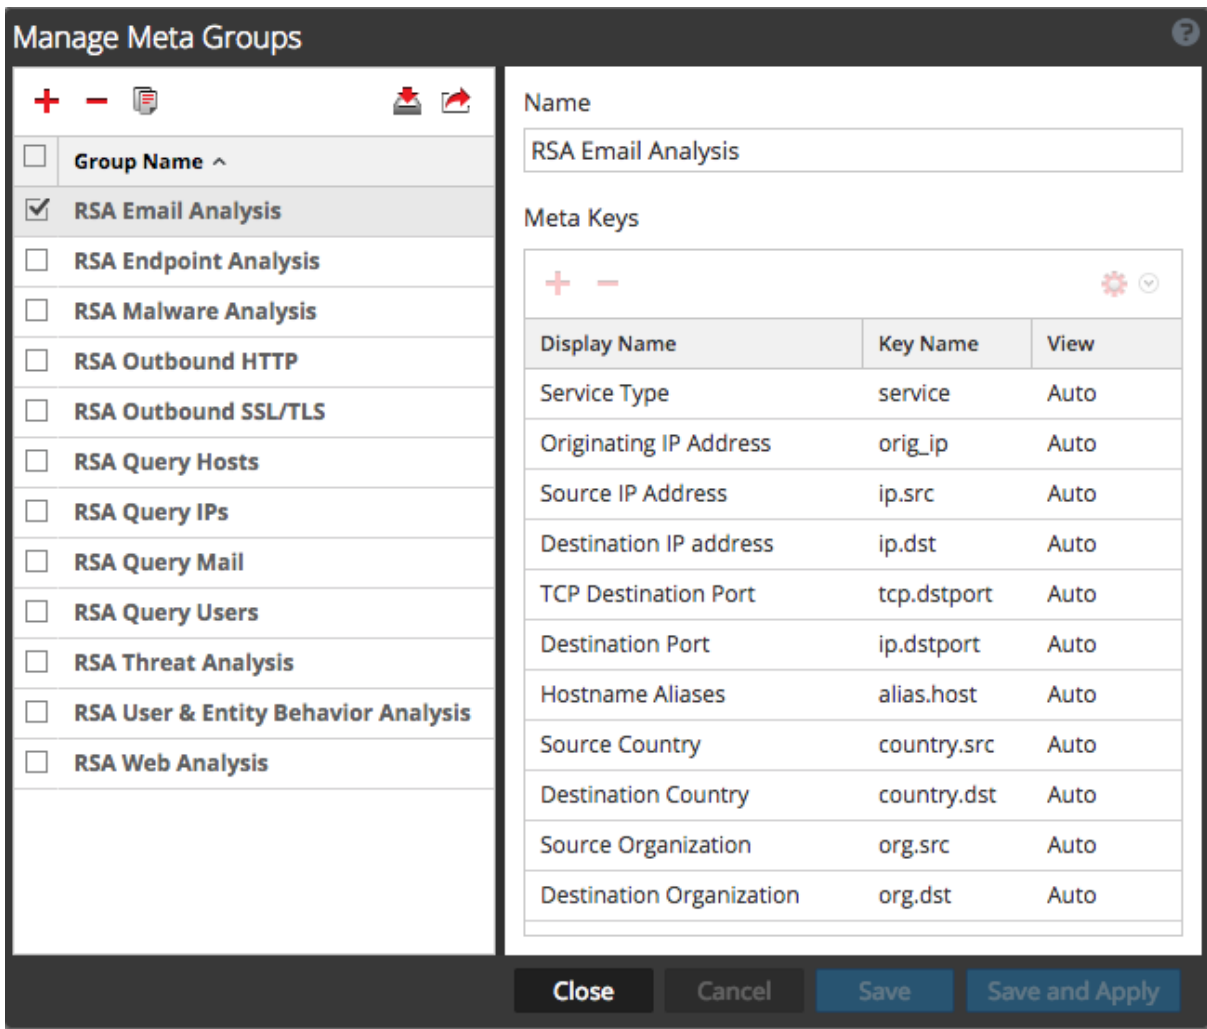 Manage Meta Groups
?
Group Name
RSA Email Analysis
RSA Endpoint Analysis
RSA Malware Analysis
RSA Outbound HTTP
RSA Outbound SSL/TLS
RSA Query Hosts
RSA Query IPs
RSA Query Mail
RSA Query Users
RSA Threat Analysis
RSA User & Entity Behavior Analysis
RSA Web Analysis
Name
RSA Email Analysis
Meta Keys
Display Name Key Name View
Service Type service Auto
Originating IP Address orig_ip Auto
Source IP Address ip.src Auto
Destination IP address ip.dst Auto
TCP Destination Port tcp.dstport Auto
Destination Port ip.dstport Auto
Hostname Aliases alias.host Auto
Source Country country.src Auto
Destination Country country.dst Auto
Source Organization org.src Auto
Destination Organization org.dst Auto
Close Cancel Save Save and Apply